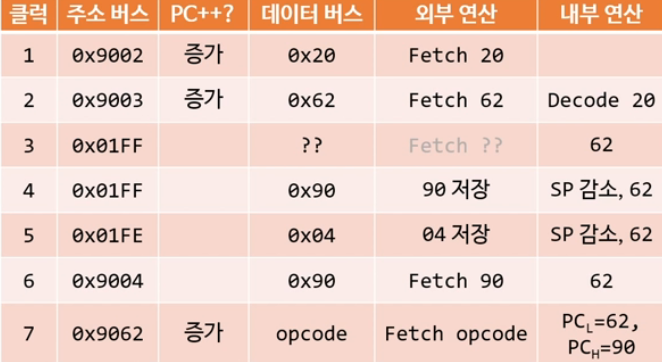 클럭 주소 버스 PC++? 데이터 버스 외부 연산 내부 연산
1 0x9002 증가 0x20 Fetch 20
2 0x9003 증가 0x62 Fetch 62 Decode 20
3 0x01FF ?? Fetch ?? 62
4 0x01FF 0x90 90 저장 SP 감소, 62
5 0x01FE 0x04 04 저장 SP 감소, 62
6 0x9004 0x90 Fetch 90 62
7 0x9062 증가 opcode Fetch opcode PCL=62,
PCH=90